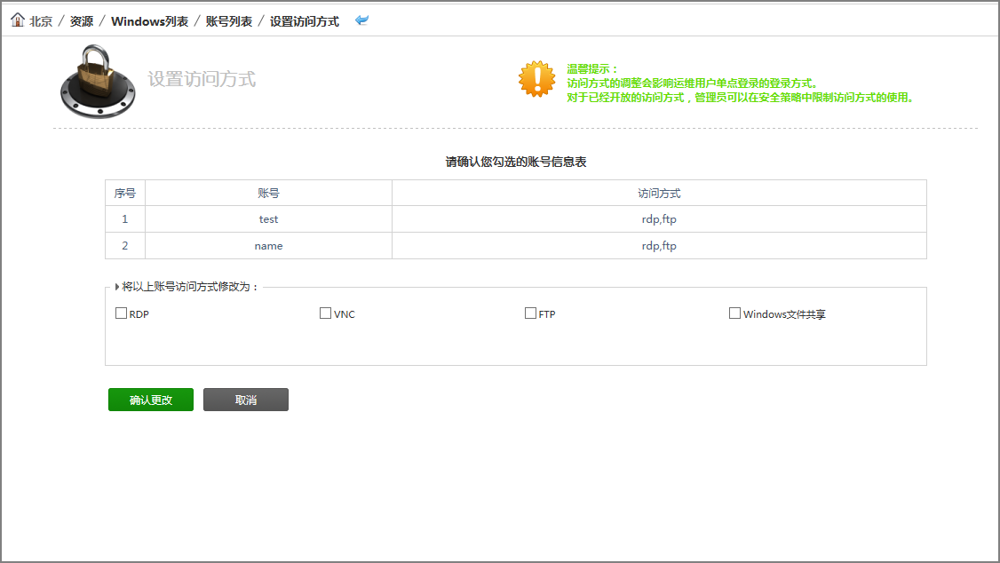 北京 / 资源 / Windows列表 / 账号列表 / 设置访问方式
设置访问方式
温馨提示：
访问方式的调整会影响运维用户单点登录的登录方式。
对于已经开放的访问方式，管理员可以在安全策略中限制访问方式的使用。
请确认您勾选的账号信息表
序号 账号 访问方式
1 test rdp,ftp
2 name rdp,ftp
将以上账号访问方式修改为：
RDP VNC FTP Windows文件共享
确认更改 取消